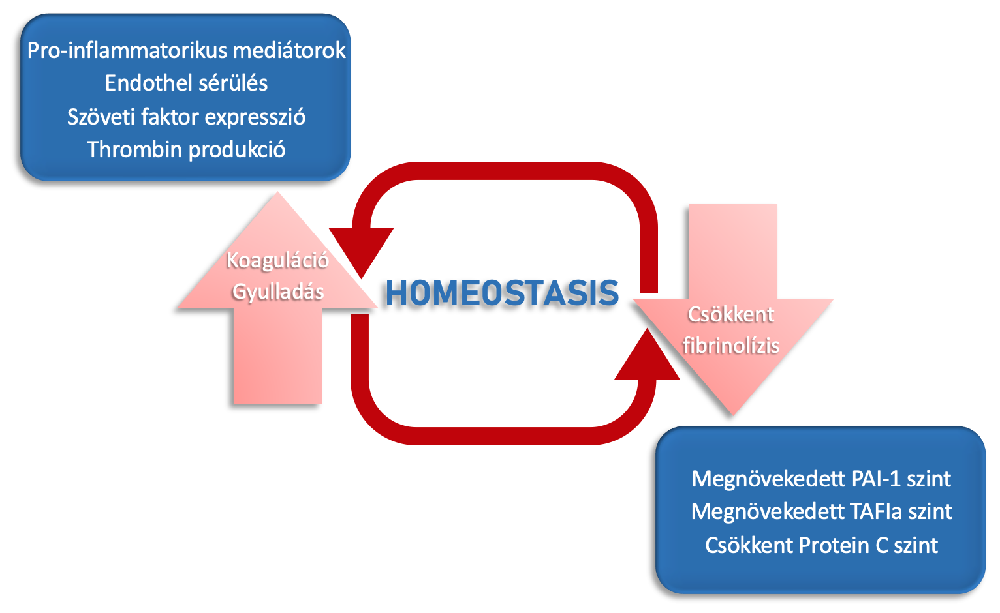 Pro-inflammatorikus mediátorok
Endothel sérülés
Szöveti faktor expresszió
Thrombin produkció
Koaguláció
Gyulladás
HOMEOSTASIS
Csökkent
fibrinolízis
Megnövekedett PAI-1 szint
Megnövekedett TAFIa szint
Csökkent Protein C szint